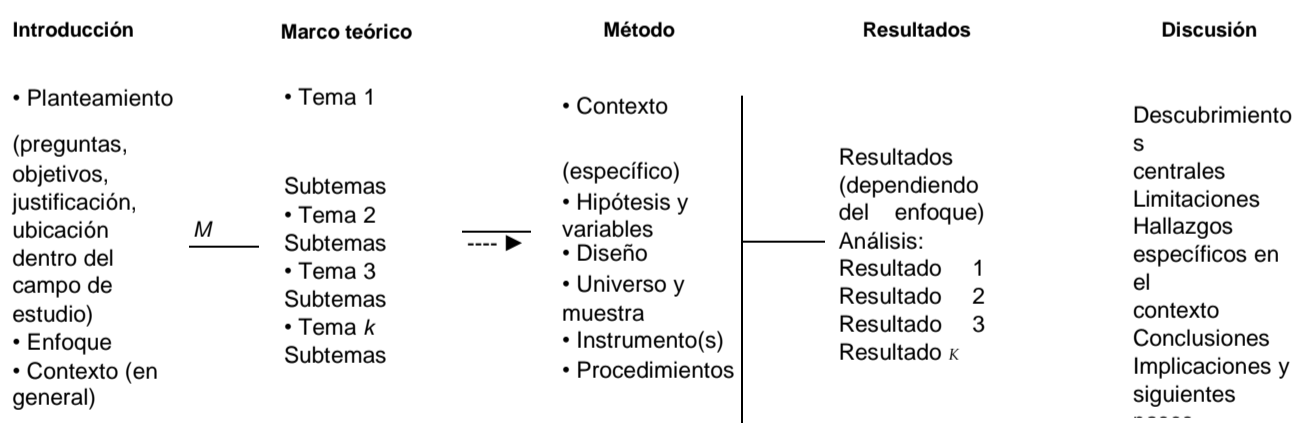 Introducción
• Planteamiento
(preguntas,
objetivos,
justificación,
ubicación
dentro del
campo de
estudio)
• Enfoque
• Contexto (en
general)
M
Marco teórico
• Tema 1
Subtemas
• Tema 2
Subtemas
• Tema 3
Subtemas
• Tema k
Subtemas
---- ►
Método
• Contexto
(específico)
• Hipótesis y
variables
• Diseño
• Universo y
muestra
• Instrumento(s)
• Procedimientos
Resultados
Resultados
(dependiendo
del enfoque)
Análisis:
Resultado 1
Resultado 2
Resultado 3
Resultado K
Discusión
Descubrimiento
s
centrales
Limitaciones
Hallazgos
específicos en
el
contexto
Conclusiones
Implicaciones y
siguientes